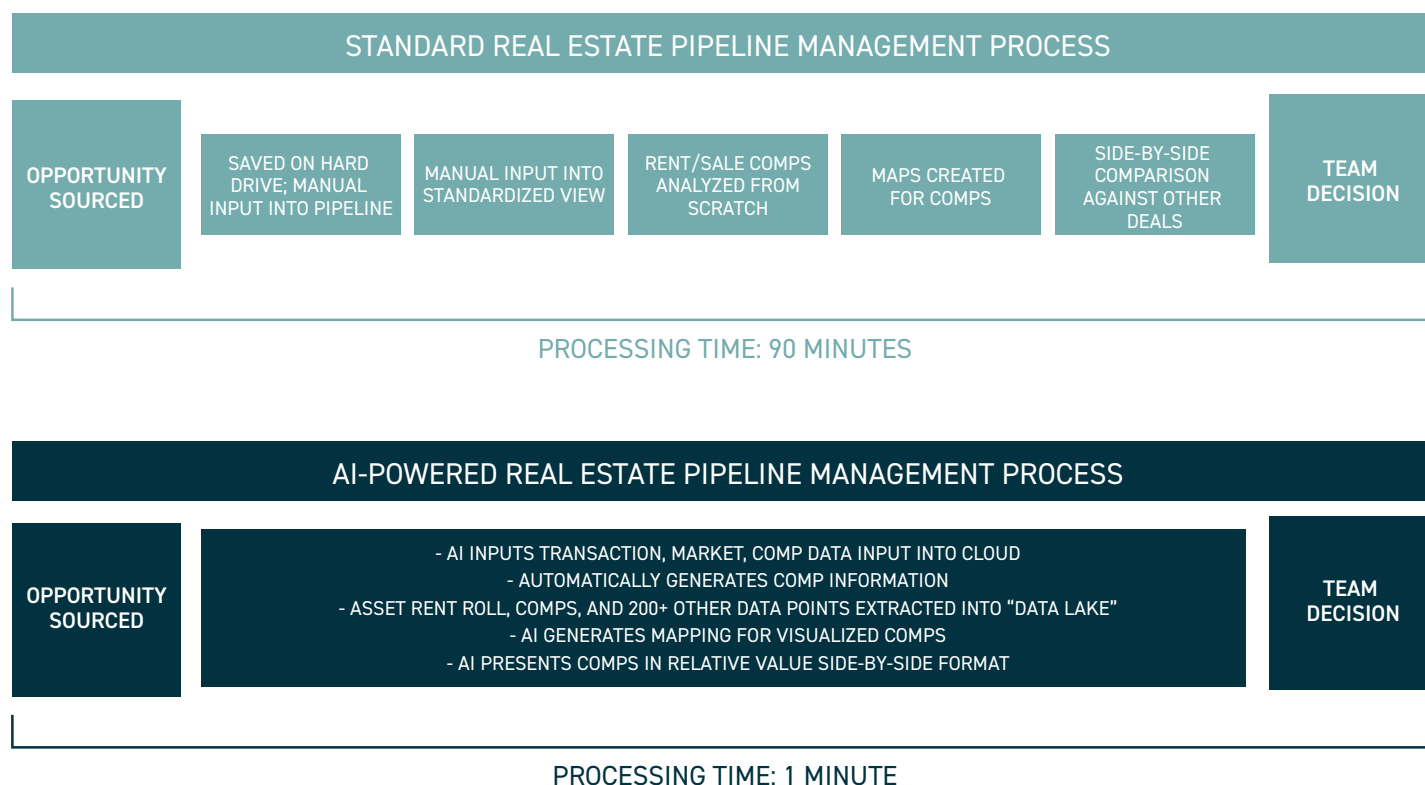 STANDARD REAL ESTATE PIPELINE MANAGEMENT PROCESS
OPPORTUNITY
SOURCED
SAVED ON HARD
DRIVE; MANUAL
INPUT INTO PIPELINE
MANUAL INPUT INTO
STANDARDIZED VIEW
RENT/SALE COMPS
ANALYZED FROM
SCRATCH
MAPS CREATED
FOR COMPS
SIDE-BY-SIDE
COMPARISON
AGAINST OTHER
DEALS
TEAM
DECISION
PROCESSING TIME: 90 MINUTES
AI-POWERED REAL ESTATE PIPELINE MANAGEMENT PROCESS
OPPORTUNITY
SOURCED
- AI INPUTS TRANSACTION, MARKET, COMP DATA INPUT INTO CLOUD
- AUTOMATICALLY GENERATES COMP INFORMATION
- ASSET RENT ROLL, COMPS, AND 200+ OTHER DATA POINTS EXTRACTED INTO “DATA LAKE”
- AI GENERATES MAPPING FOR VISUALIZED COMPS
- AI PRESENTS COMPS IN RELATIVE VALUE SIDE-BY-SIDE FORMAT
TEAM
DECISION
PROCESSING TIME: 1 MINUTE